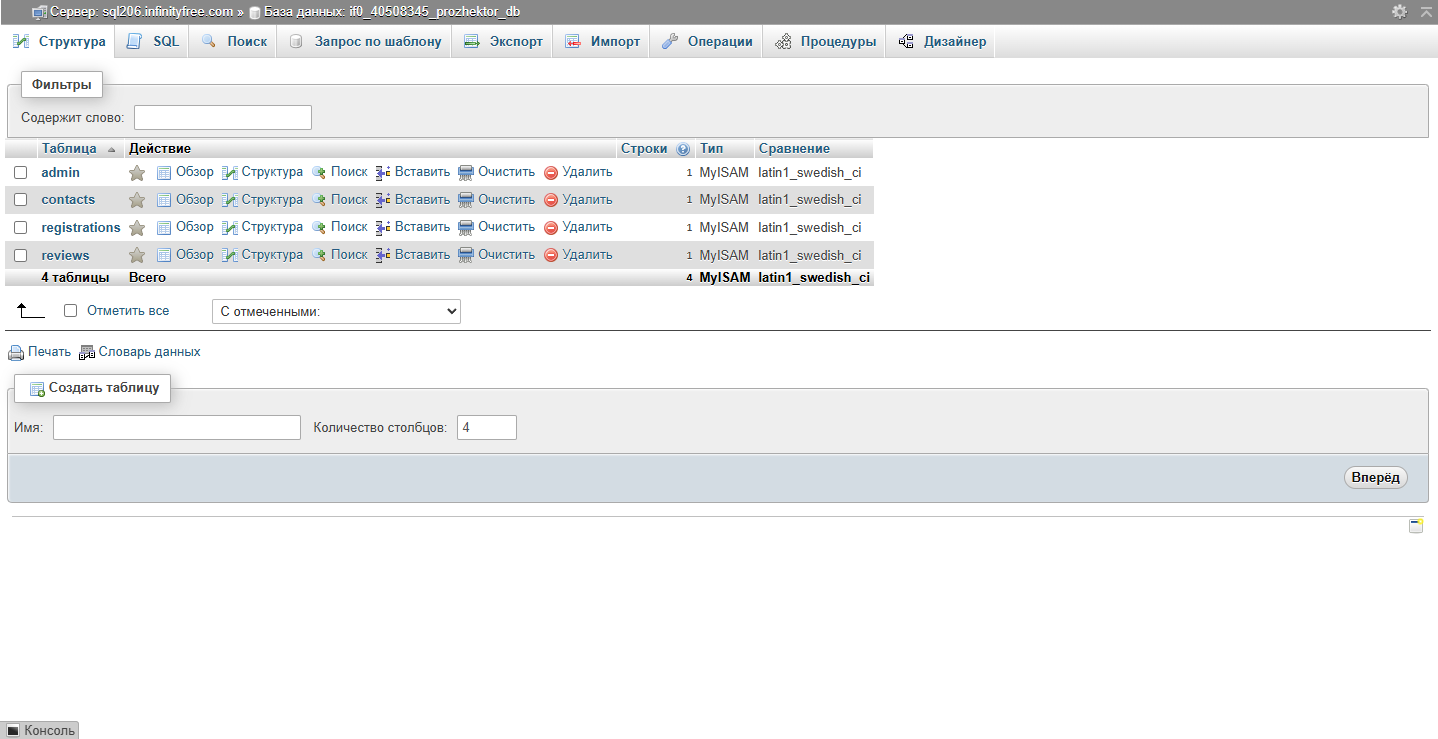 Сервер: sql206.infinityfree.com » База данных: if0_40508345_prozhektor_db
Структура SQL Поиск Запрос по шаблону Экспорт Импорт Операции Процедуры Дизайнер
Фильтры
Содержит слово:
Таблица Действие Строки Тип Сравнение
admin Обзор Структура Поиск Вставить Очистить Удалить 1 MyISAM latin1_swedish_ci
contacts Обзор Структура Поиск Вставить Очистить Удалить 1 MyISAM latin1_swedish_ci
registrations Обзор Структура Поиск Вставить Очистить Удалить 1 MyISAM latin1_swedish_ci
reviews Обзор Структура Поиск Вставить Очистить Удалить 1 MyISAM latin1_swedish_ci
4 таблицы Всего 4 MyISAM latin1_swedish_ci
Отметить все С отмеченными:
Печать Словарь данных
Создать таблицу
Имя: Количество столбцов: 4
Вперёд
Консоль